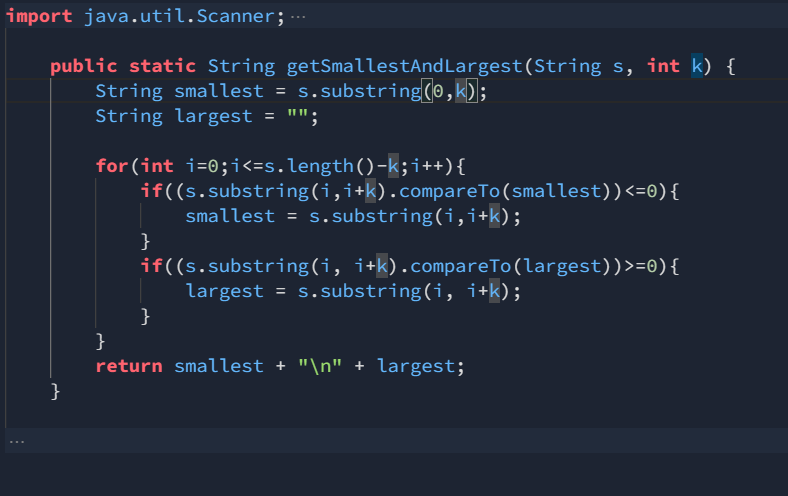 import java.util.Scanner;…
public static String getSmallestAndLargest(String s, int k) {
String smallest = s.substring(0,k);
String largest = "";
for(int i=0;i<=s.length()-k;i++){
if((s.substring(i,i+k).compareTo(smallest))<=0){
smallest = s.substring(i,i+k);
}
if((s.substring(i, i+k).compareTo(largest))>=0){
largest = s.substring(i, i+k);
}
}
return smallest + "\n" + largest;
}
…